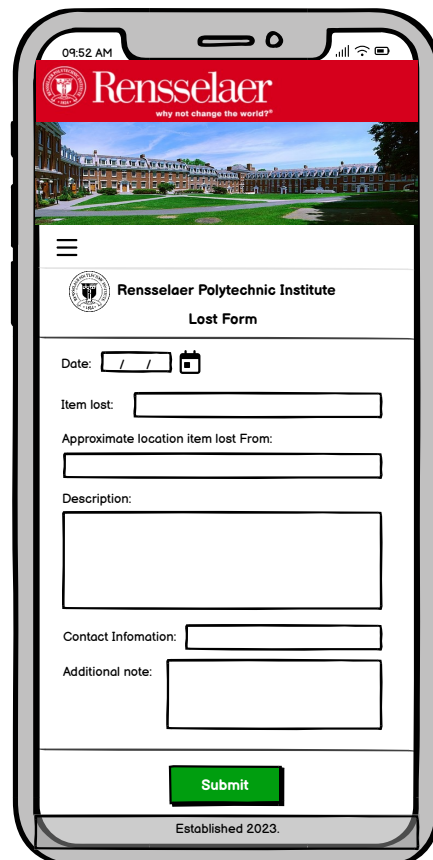 09:52 AM
Rensselaer
why not change the world?®
Rensselaer Polytechnic Institute
Lost Form
Date: / /
Item lost:
Approximate location item lost From:
Description:
Contact Infomation:
Additional note:
Submit
Established 2023.